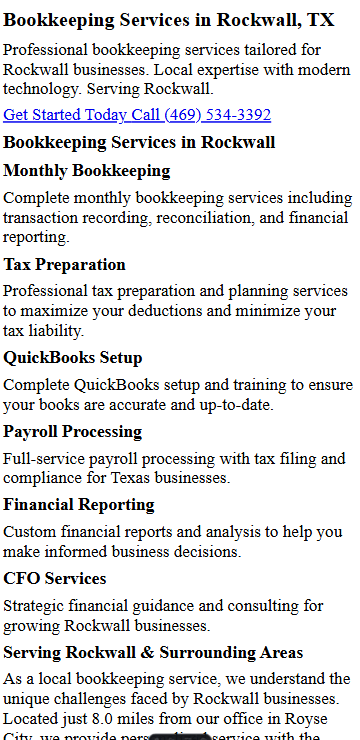 Bookkeeping Services in Rockwall, TX
Professional bookkeeping services tailored for
Rockwall businesses. Local expertise with modern
technology. Serving Rockwall.
Get Started Today Call (469) 534-3392
Bookkeeping Services in Rockwall
Monthly Bookkeeping
Complete monthly bookkeeping services including
transaction recording, reconciliation, and financial
reporting.
Tax Preparation
Professional tax preparation and planning services
to maximize your deductions and minimize your
tax liability.
QuickBooks Setup
Complete QuickBooks setup and training to ensure
your books are accurate and up-to-date.
Payroll Processing
Full-service payroll processing with tax filing and
compliance for Texas businesses.
Financial Reporting
Custom financial reports and analysis to help you
make informed business decisions.
CFO Services
Strategic financial guidance and consulting for
growing Rockwall businesses.
Serving Rockwall & Surrounding Areas
As a local bookkeeping service, we understand the
unique challenges faced by Rockwall businesses.
Located just 8.0 miles from our office in Royse
City, we provide service with the